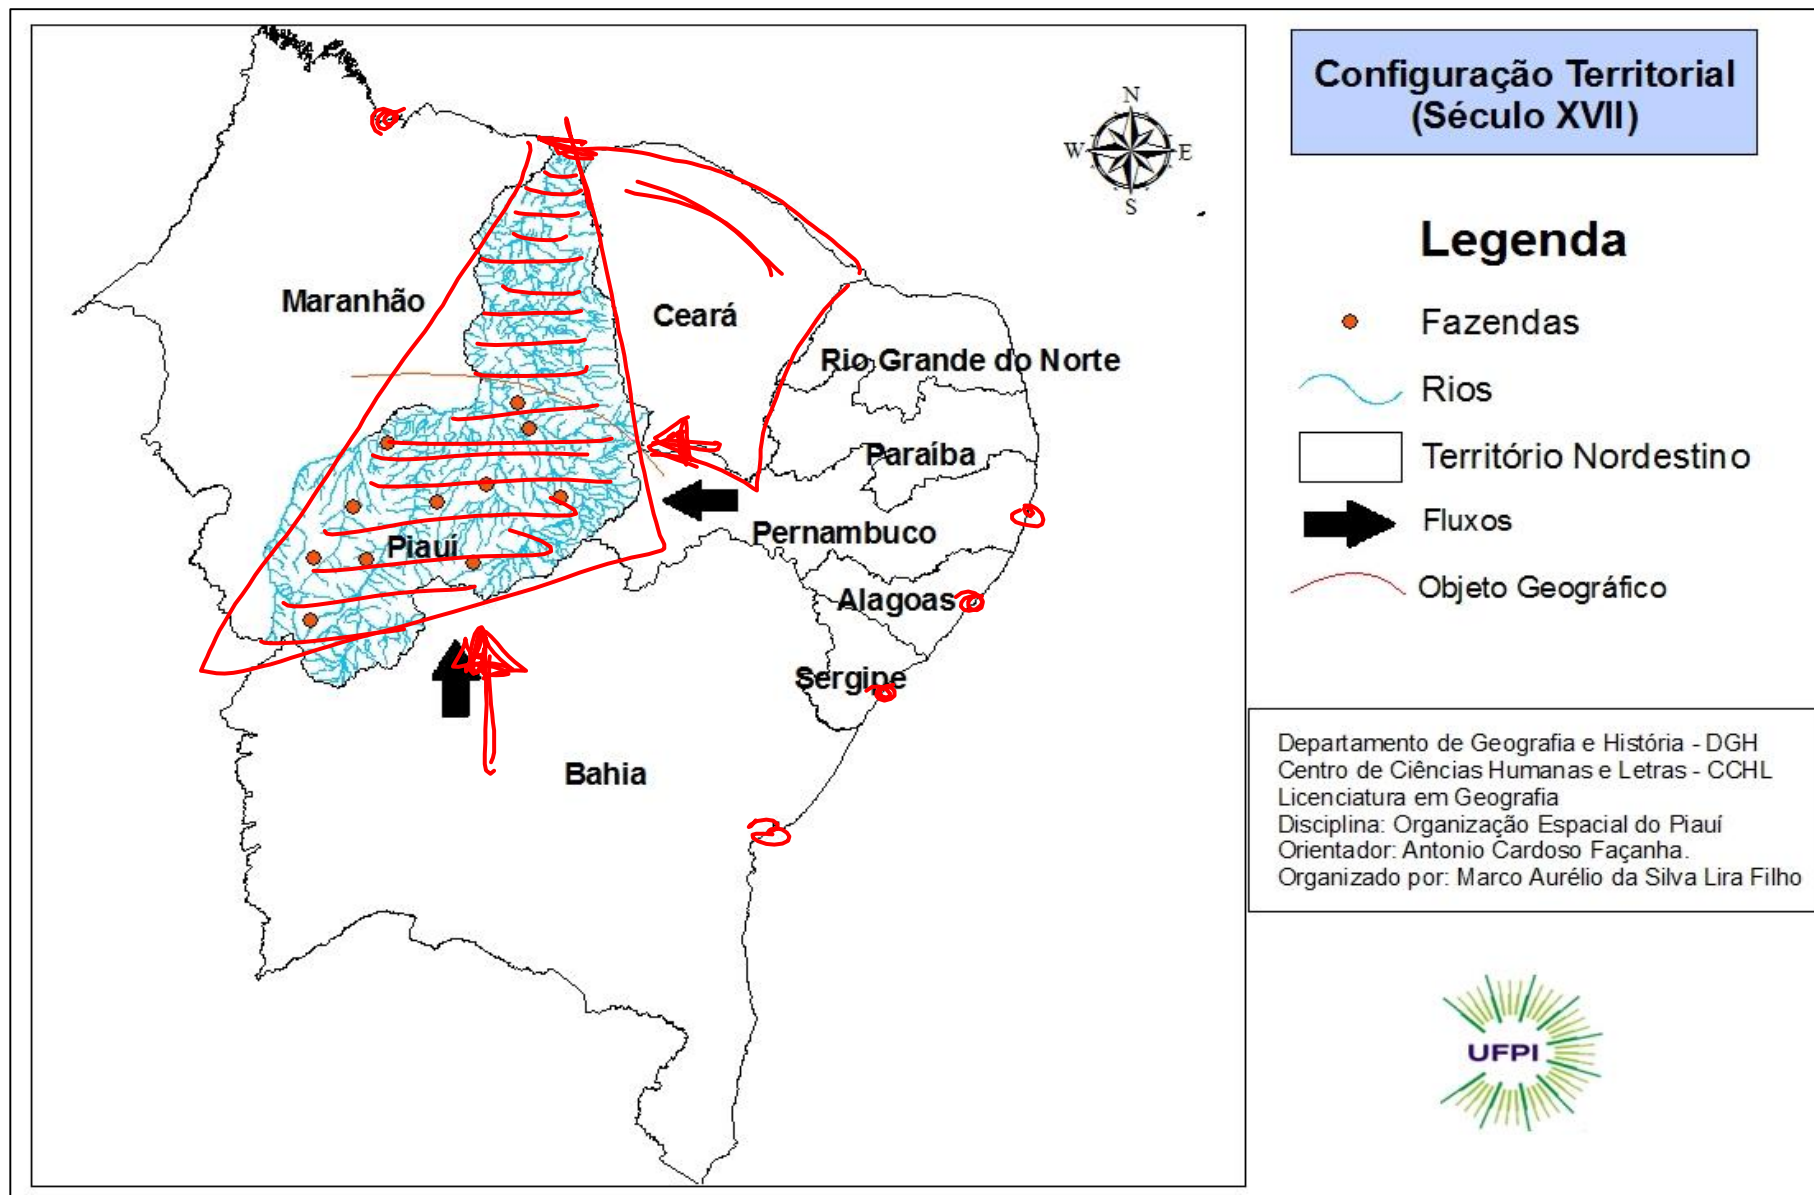 Configuração Territorial
(Século XVII)
N
W
E
S
Legenda
Fazendas
Rios
Território Nordestino
Fluxos
Objeto Geográfico
Maranhão
Ceará
Rio Grande do Norte
Paraíba
Pernambuco
Piauí
Alagoas
Sergipe
Bahia
Departamento de Geografia e História - DGH
Centro de Ciências Humanas e Letras - CCHL
Licenciatura em Geografia
Disciplina: Organização Espacial do Piauí
Orientador: Antonio Cardoso Façanha.
Organizado por: Marco Aurélio da Silva Lira Filho
UFPI